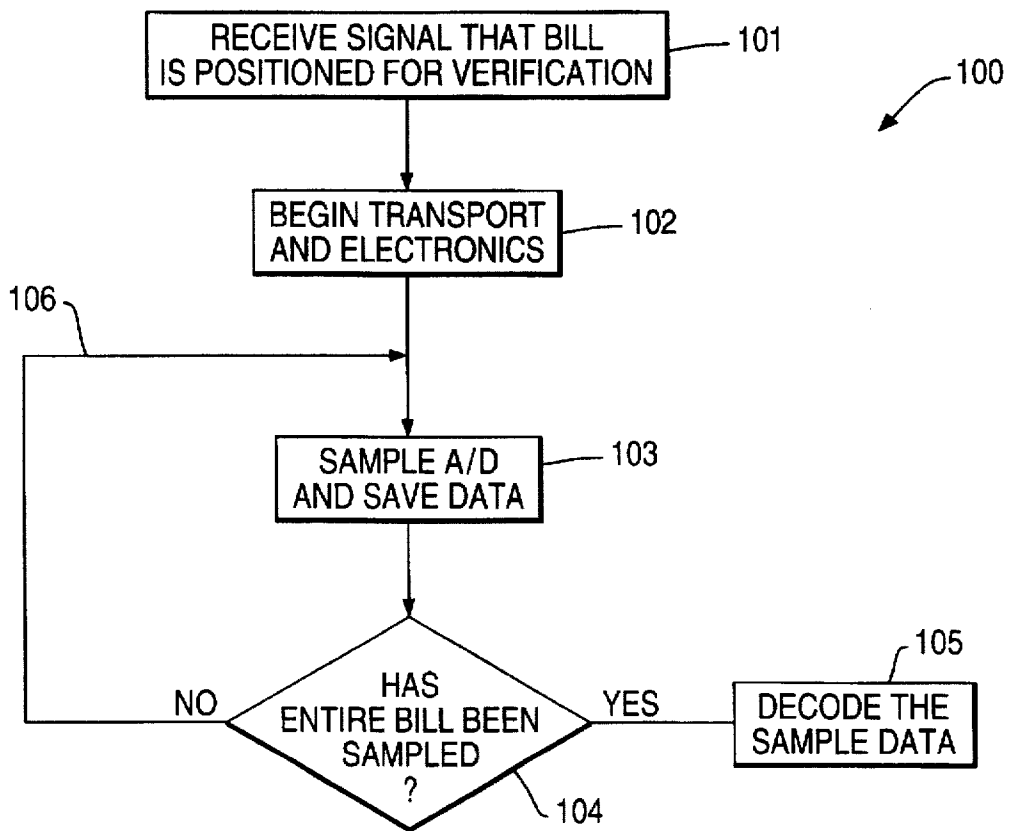 RECEIVE SIGNAL THAT BILL
IS POSITIONED FOR VERIFICATION
101
100
BEGIN TRANSPORT
AND ELECTRONICS
102
106
SAMPLE A/D
AND SAVE DATA
103
HAS
ENTIRE BILL BEEN
SAMPLED
?
104
NO
YES
105
DECODE THE
SAMPLE DATA